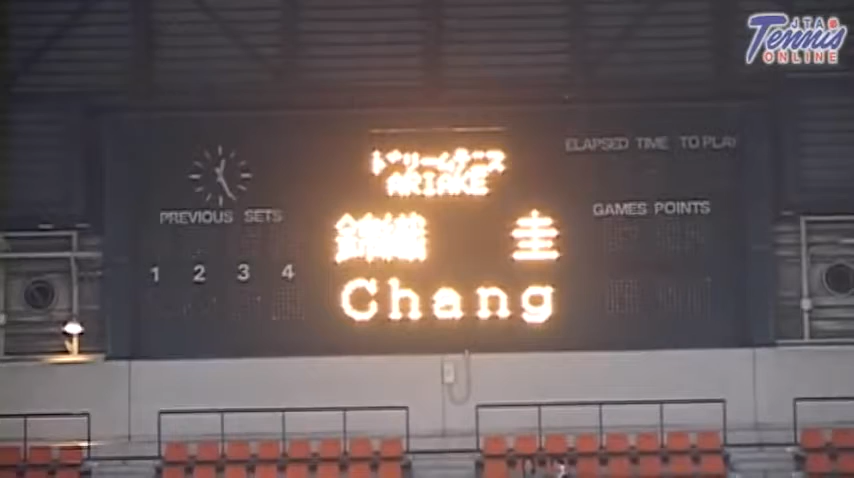 JTA
Tennis
ONLINE
ドリームテニス
ARIAKE
ELAPSED TIME TO PLAY
PREVIOUS SETS
GAMES POINTS
錦織 圭
1 2 3 4
Chang